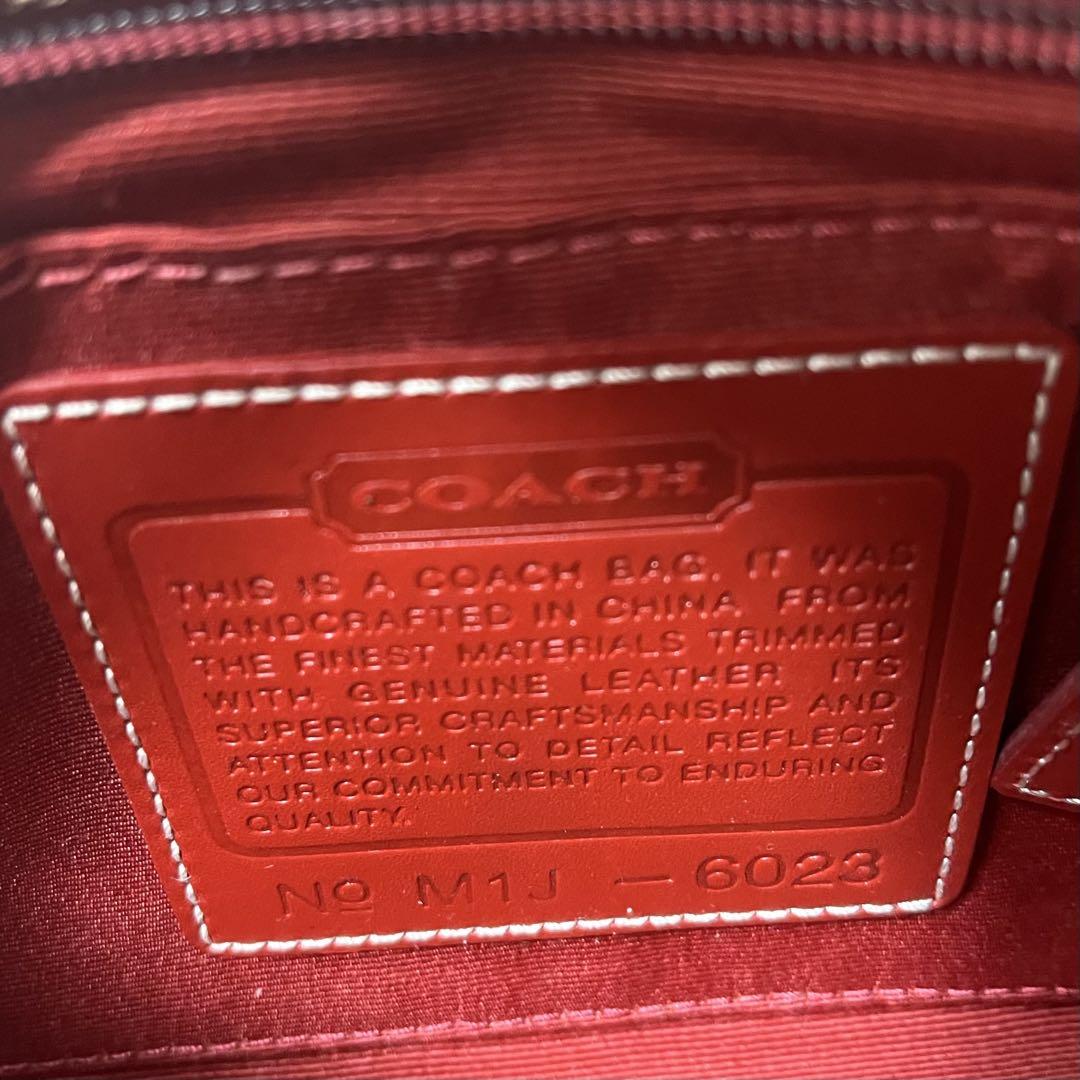 COACH
THIS IS A COACH BAG. IT WAS
HANDCRAFTED IN CHINA FROM
THE FINEST MATERIALS TRIMMED
WITH GENUINE LEATHER. ITS
SUPERIOR CRAFTSMANSHIP AND
ATTENTION TO DETAIL REFLECT
OUR COMMITMENT TO ENDURING
QUALITY.
No M1J – 6023